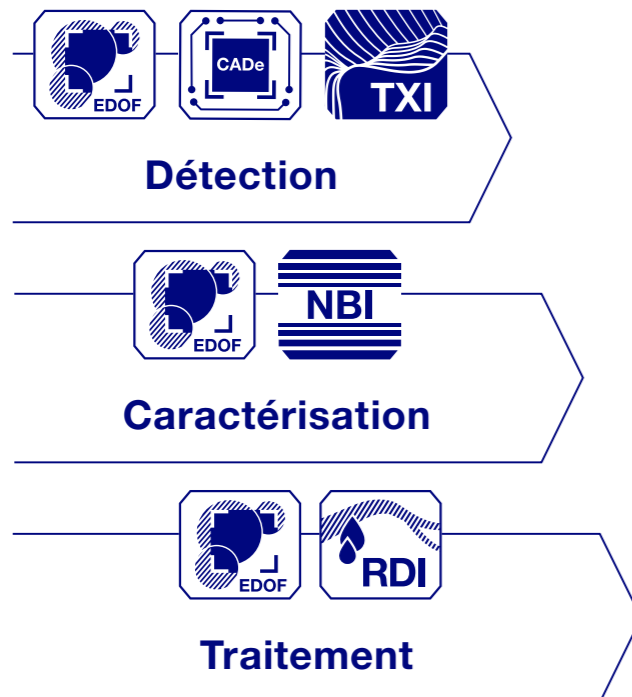 EDOF CADe TXI
Détection
EDOF NBI
Caractérisation
EDOF RDI
Traitement